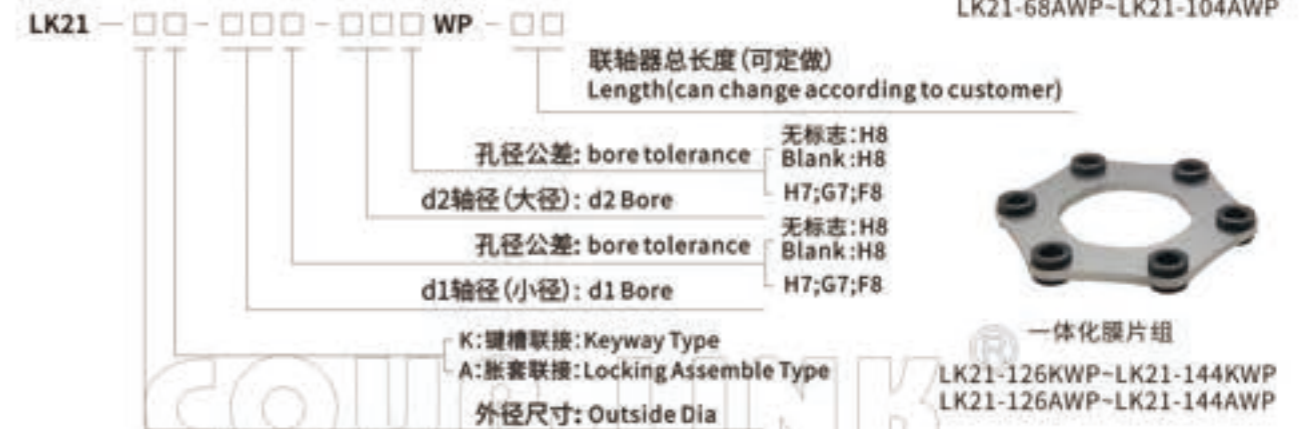 LK21-68AWP~LK21-104AWP
LK21 — □□ - □□□ - □□□ WP - □□
联轴器总长度(可定做)
Length(can change according to customer)
无标志:H8
孔径公差: bore tolerance
Blank:H8
H7;G7;F8
d2轴径(大径): d2 Bore
无标志:H8
孔径公差: bore tolerance
Blank:H8
H7;G7;F8
d1轴径(小径): d1 Bore
一体化膜片组
K:键槽联接:Keyway Type
A:胀套联接:Locking Assemble Type
LK21-126KWP~LK21-144KWP
LK21-126AWP~LK21-144AWP
外径尺寸: Outside Dia
®